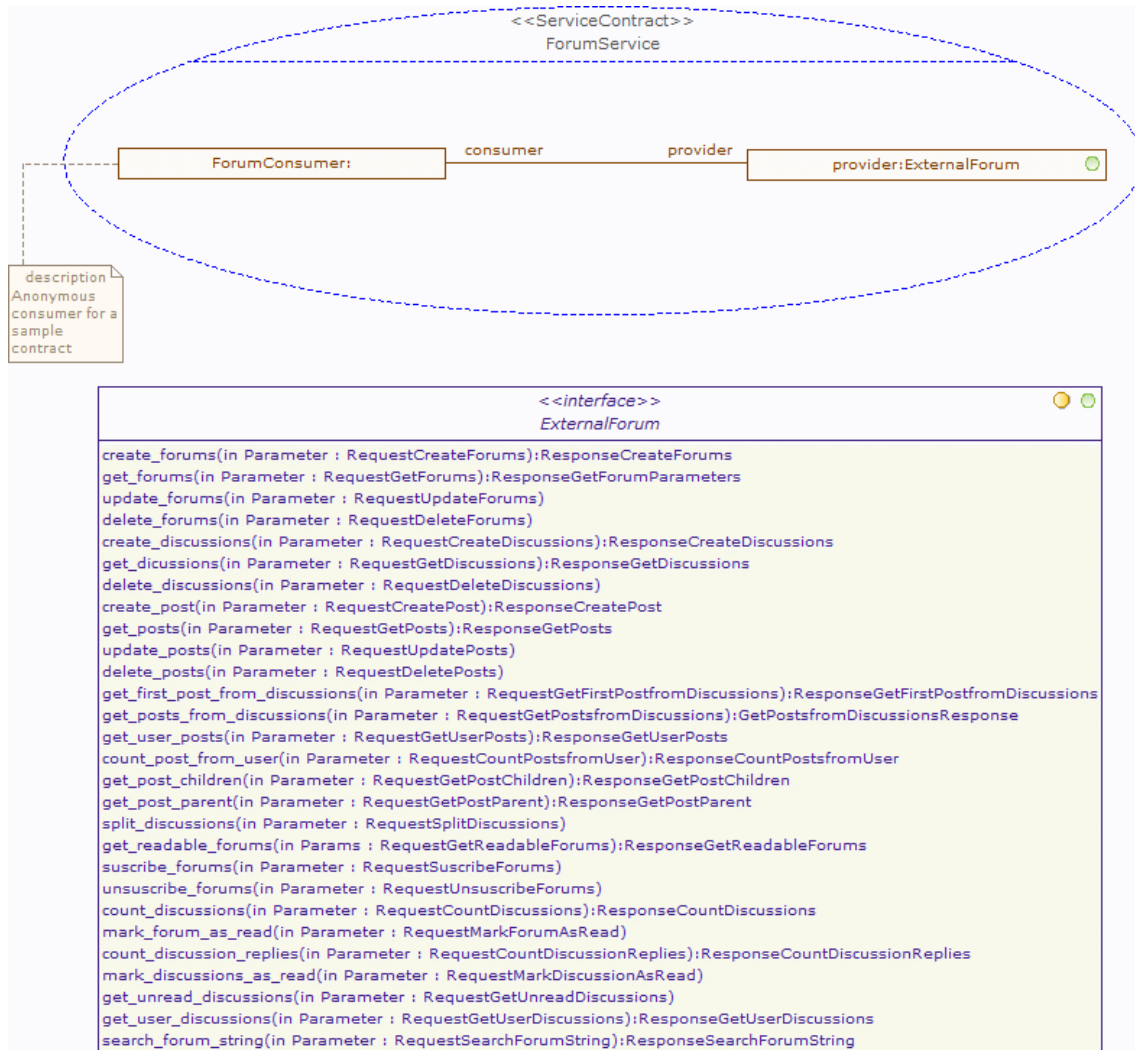 <<ServiceContract>>
ForumService
ForumConsumer:
consumer
provider
provider:ExternalForum
description
Anonymous
consumer for a
sample
contract
<<interface>>
ExternalForum
create_forums(in Parameter : RequestCreateForums):ResponseCreateForums
get_forums(in Parameter : RequestGetForums):ResponseGetForumParameters
update_forums(in Parameter : RequestUpdateForums)
delete_forums(in Parameter : RequestDeleteForums)
create_discussions(in Parameter : RequestCreateDiscussions):ResponseCreateDiscussions
get_dicussions(in Parameter : RequestGetDiscussions):ResponseGetDiscussions
delete_discussions(in Parameter : RequestDeleteDiscussions)
create_post(in Parameter : RequestCreatePost):ResponseCreatePost
get_posts(in Parameter : RequestGetPosts):ResponseGetPosts
update_posts(in Parameter : RequestUpdatePosts)
delete_posts(in Parameter : RequestDeletePosts)
get_first_post_from_discussions(in Parameter : RequestGetFirstPostfromDiscussions):ResponseGetFirstPostfromDiscussions
get_posts_from_discussions(in Parameter : RequestGetPostsfromDiscussions):GetPostsfromDiscussionsResponse
get_user_posts(in Parameter : RequestGetUserPosts):ResponseGetUserPosts
count_post_from_user(in Parameter : RequestCountPostsfromUser):ResponseCountPostsfromUser
get_post_children(in Parameter : RequestGetPostChildren):ResponseGetPostChildren
get_post_parent(in Parameter : RequestGetPostParent):ResponseGetPostParent
split_discussions(in Parameter : RequestSplitDiscussions)
get_readable_forums(in Params : RequestGetReadableForums):ResponseGetReadableForums
suscribe_forums(in Parameter : RequestSuscribeForums)
unsuscribe_forums(in Parameter : RequestUnsuscribeForums)
count_discussions(in Parameter : RequestCountDiscussions):ResponseCountDiscussions
mark_forum_as_read(in Parameter : RequestMarkForumAsRead)
count_discussion_replies(in Parameter : RequestCountDiscussionReplies):ResponseCountDiscussionReplies
mark_discussions_as_read(in Parameter : RequestMarkDiscussionAsRead)
get_unread_discussions(in Parameter : RequestGetUnreadDiscussions)
get_user_discussions(in Parameter : RequestGetUserDiscussions):ResponseGetUserDiscussions
search_forum_string(in Parameter : RequestSearchForumString):ResponseSearchForumString